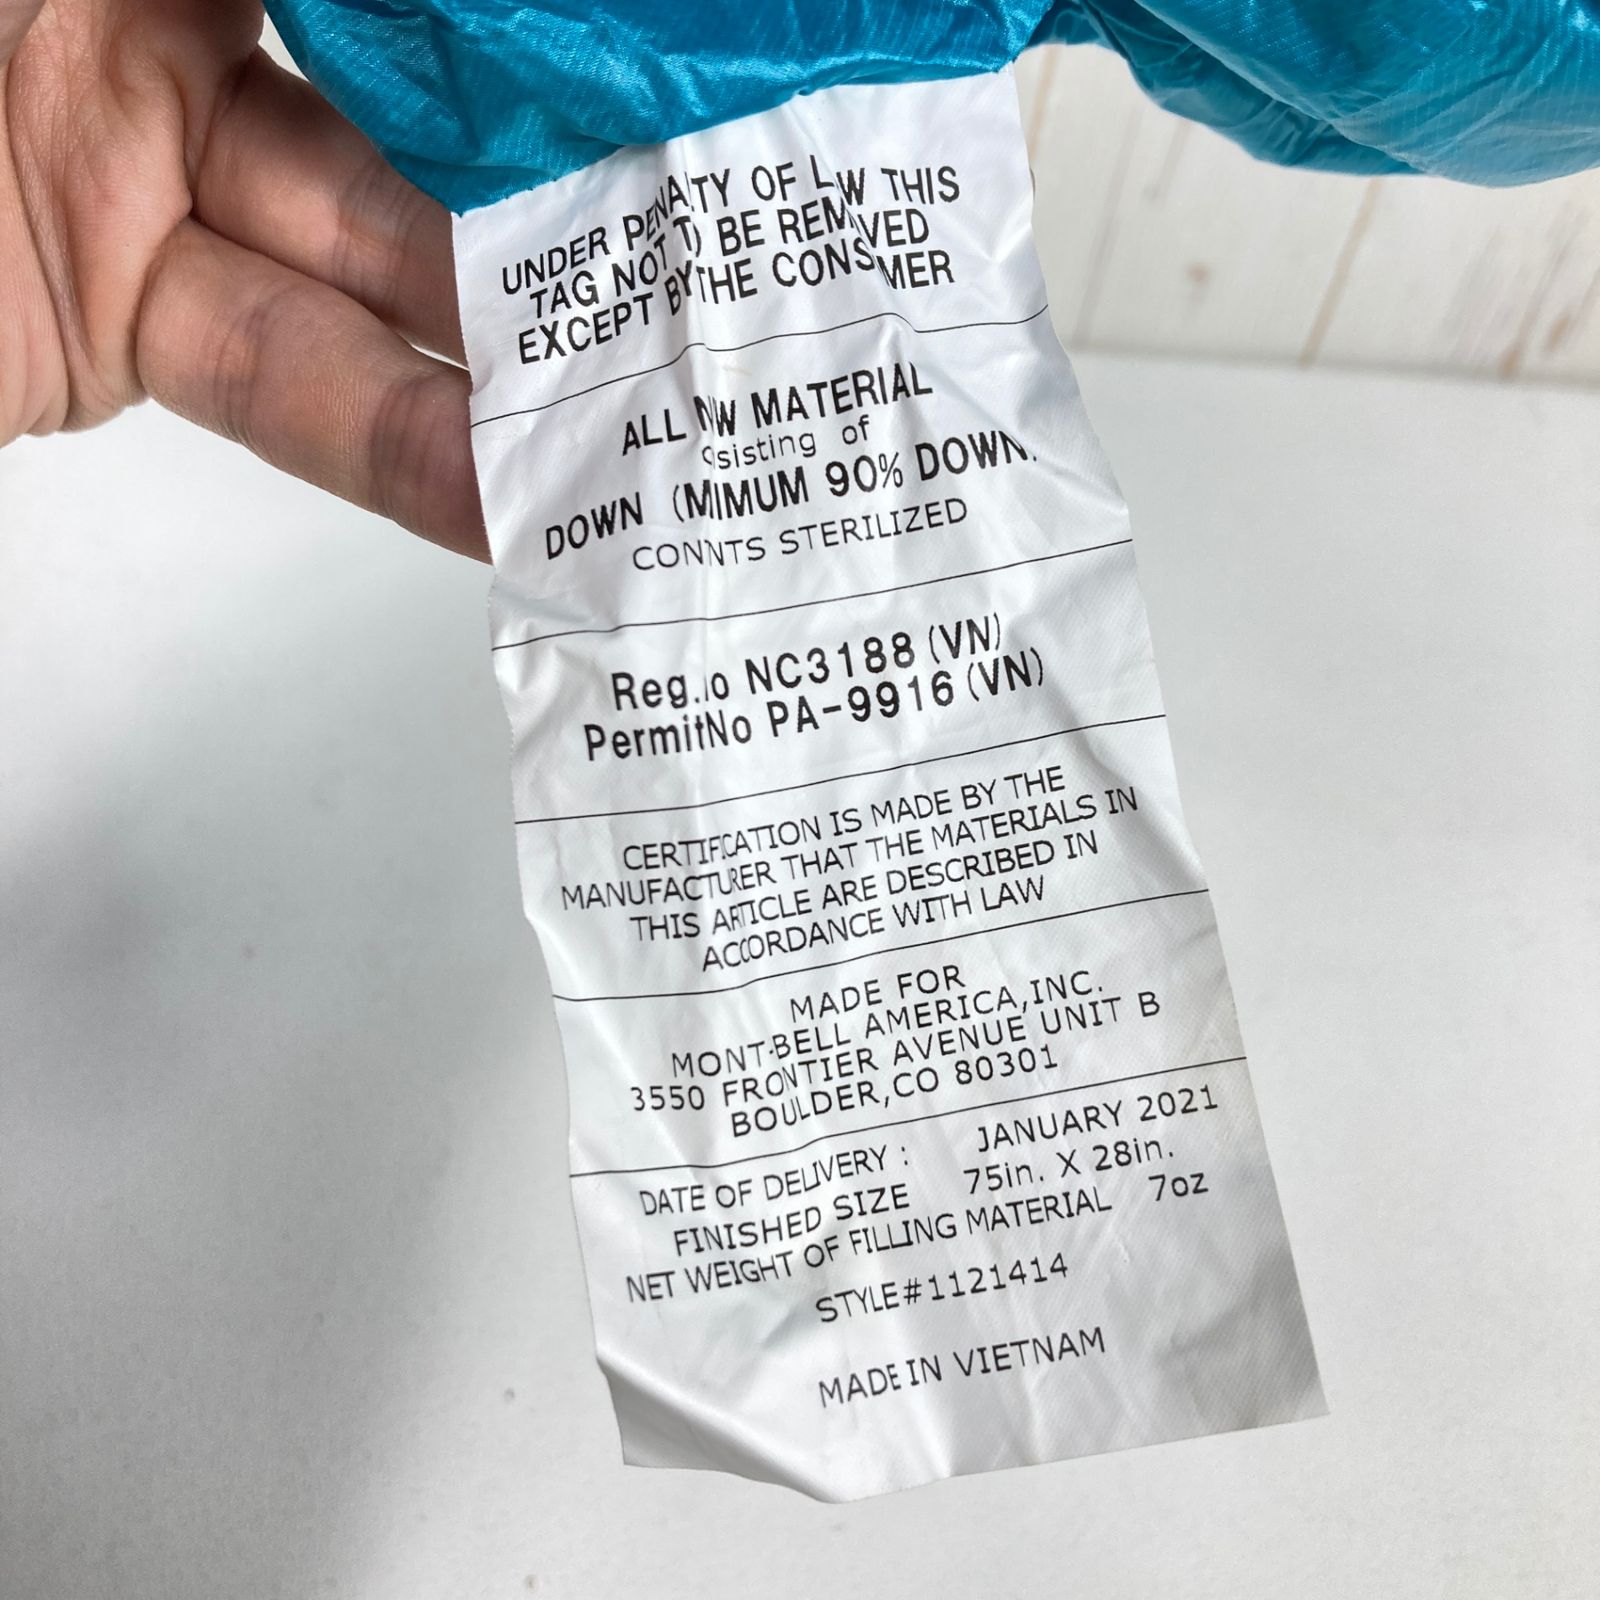 UNDER PENALTY OF LAW THIS
TAG NOT TO BE REMOVED
EXCEPT BY THE CONSUMER
ALL NEW MATERIAL
consisting of
DOWN (MINIMUM 90% DOWN)
CONTENTS STERILIZED
Reg.No NC3188 (VN)
PermitNo PA-9916 (VN)
CERTIFICATION IS MADE BY THE
MANUFACTURER THAT THE MATERIALS IN
THIS ARTICLE ARE DESCRIBED IN
ACCORDANCE WITH LAW
MADE FOR
MONT-BELL AMERICA,INC.
3550 FRONTIER AVENUE UNIT B
BOULDER,CO 80301
DATE OF DELIVERY : JANUARY 2021
FINISHED SIZE 75in. X 28in.
NET WEIGHT OF FILLING MATERIAL 7oz
STYLE#1121414
MADE IN VIETNAM